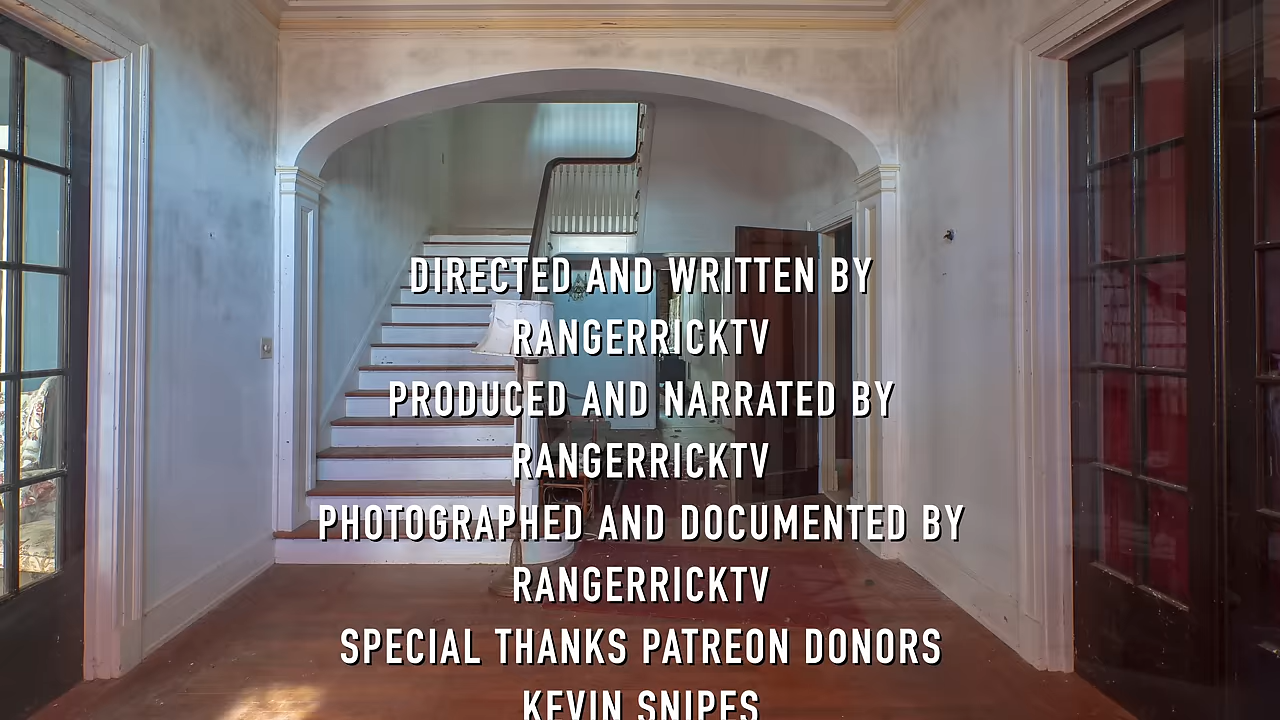 DIRECTED AND WRITTEN BY
RANGERRICKTV
PRODUCED AND NARRATED BY
RANGERRICKTV
PHOTOGRAPHED AND DOCUMENTED BY
RANGERRICKTV
SPECIAL THANKS PATREON DONORS
KEVIN SNIPES